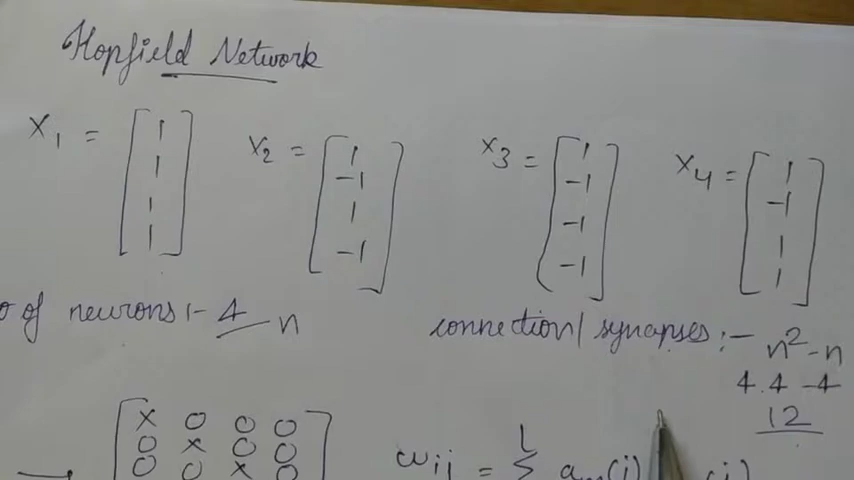 Hopfield Network
X1 = [1 1 1 1] X2 = [1 -1 1 -1] X3 = [1 -1 -1 -1] X4 = [1 -1 1 1]
of neurons :- 4 n
connection/synapses :- n² - n
4.4 - 4
12
X 0 0 0
0 X 0 0
0 0 X 0
wij = Σ L